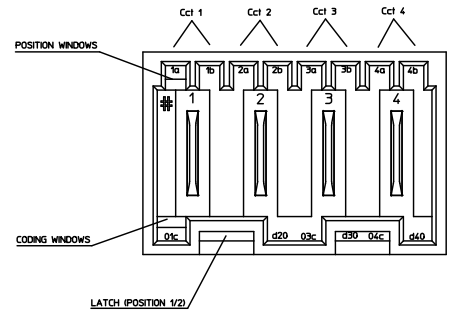 Cct 1 Cct 2 Cct 3 Cct 4
POSITION WINDOWS
1a 1b 2a 2b 3a 3b 4a 4b
# 1 2 3 4
01c d20 03c d30 04c d40
CODING WINDOWS
LATCH (POSITION 1/2)